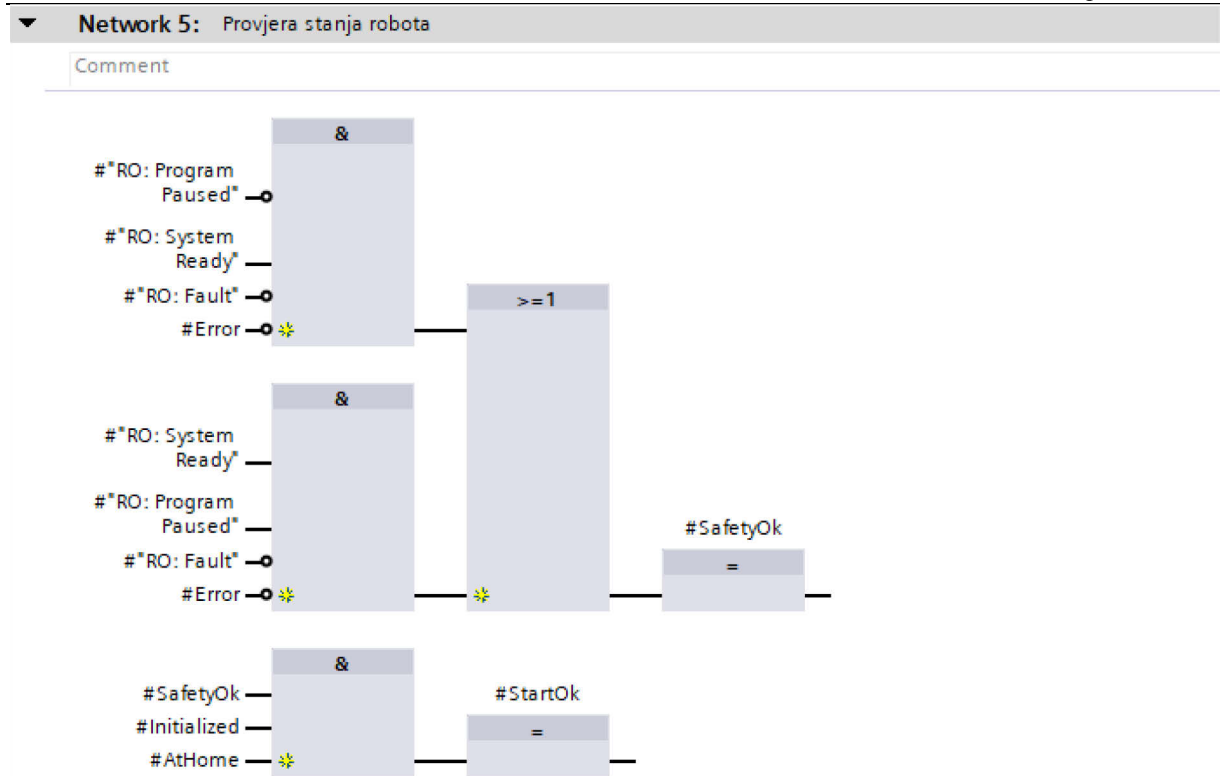 Network 5: Provjera stanja robota
Comment
&
#"RO: Program
Paused"
#"RO: System
Ready"
#"RO: Fault"
#Error
>=1
&
#"RO: System
Ready"
#"RO: Program
Paused"
#"RO: Fault"
#Error
#SafetyOk
=
&
#SafetyOk
#Initialized
#AtHome
#StartOk
=